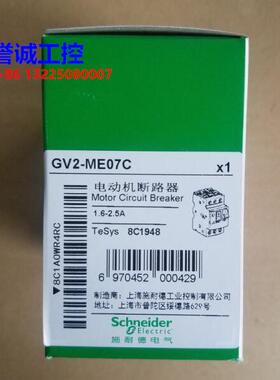 誉诚工控
+86 13225080007
GV2-ME07C x1
电动机断路器
Motor Circuit Breaker
1.6-2.5A
TeSys 8C1948
8C1A0WR4RC
6 970452 000429
制造商：上海施耐德工业控制有限公司
地址：上海市普陀区绥德路629号
Schneider
Electric
施耐德电气